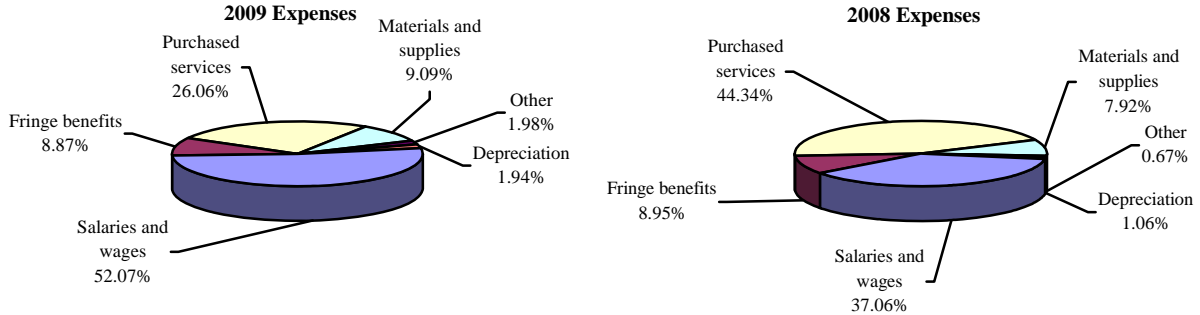 2009 Expenses
Purchased
services
26.06%
Materials and
supplies
9.09%
Other
1.98%
Depreciation
1.94%
Fringe benefits
8.87%
Salaries and
wages
52.07%
2008 Expenses
Purchased
services
44.34%
Materials and
supplies
7.92%
Other
0.67%
Depreciation
1.06%
Fringe benefits
8.95%
Salaries and
wages
37.06%